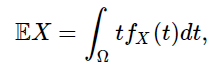 𝔼X = ∫_Ω t f_X(t)dt,